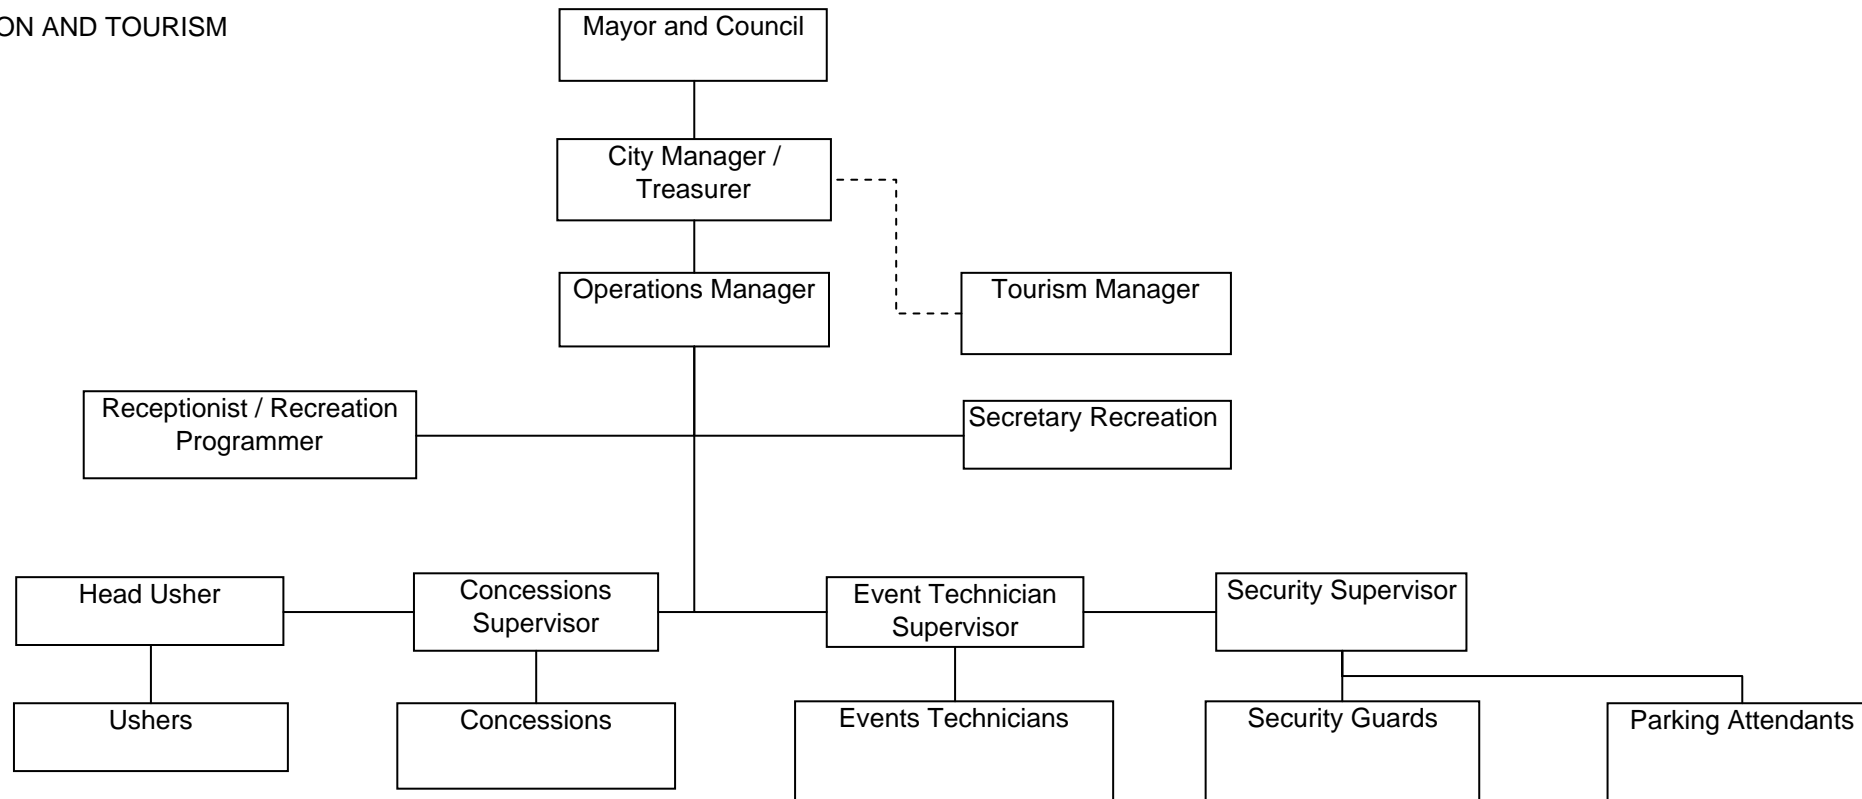 ON AND TOURISM
Mayor and Council
City Manager /
Treasurer
Operations Manager
Tourism Manager
Receptionist / Recreation
Programmer
Secretary Recreation
Head Usher
Concessions
Supervisor
Event Technician
Supervisor
Security Supervisor
Ushers
Concessions
Events Technicians
Security Guards
Parking Attendants